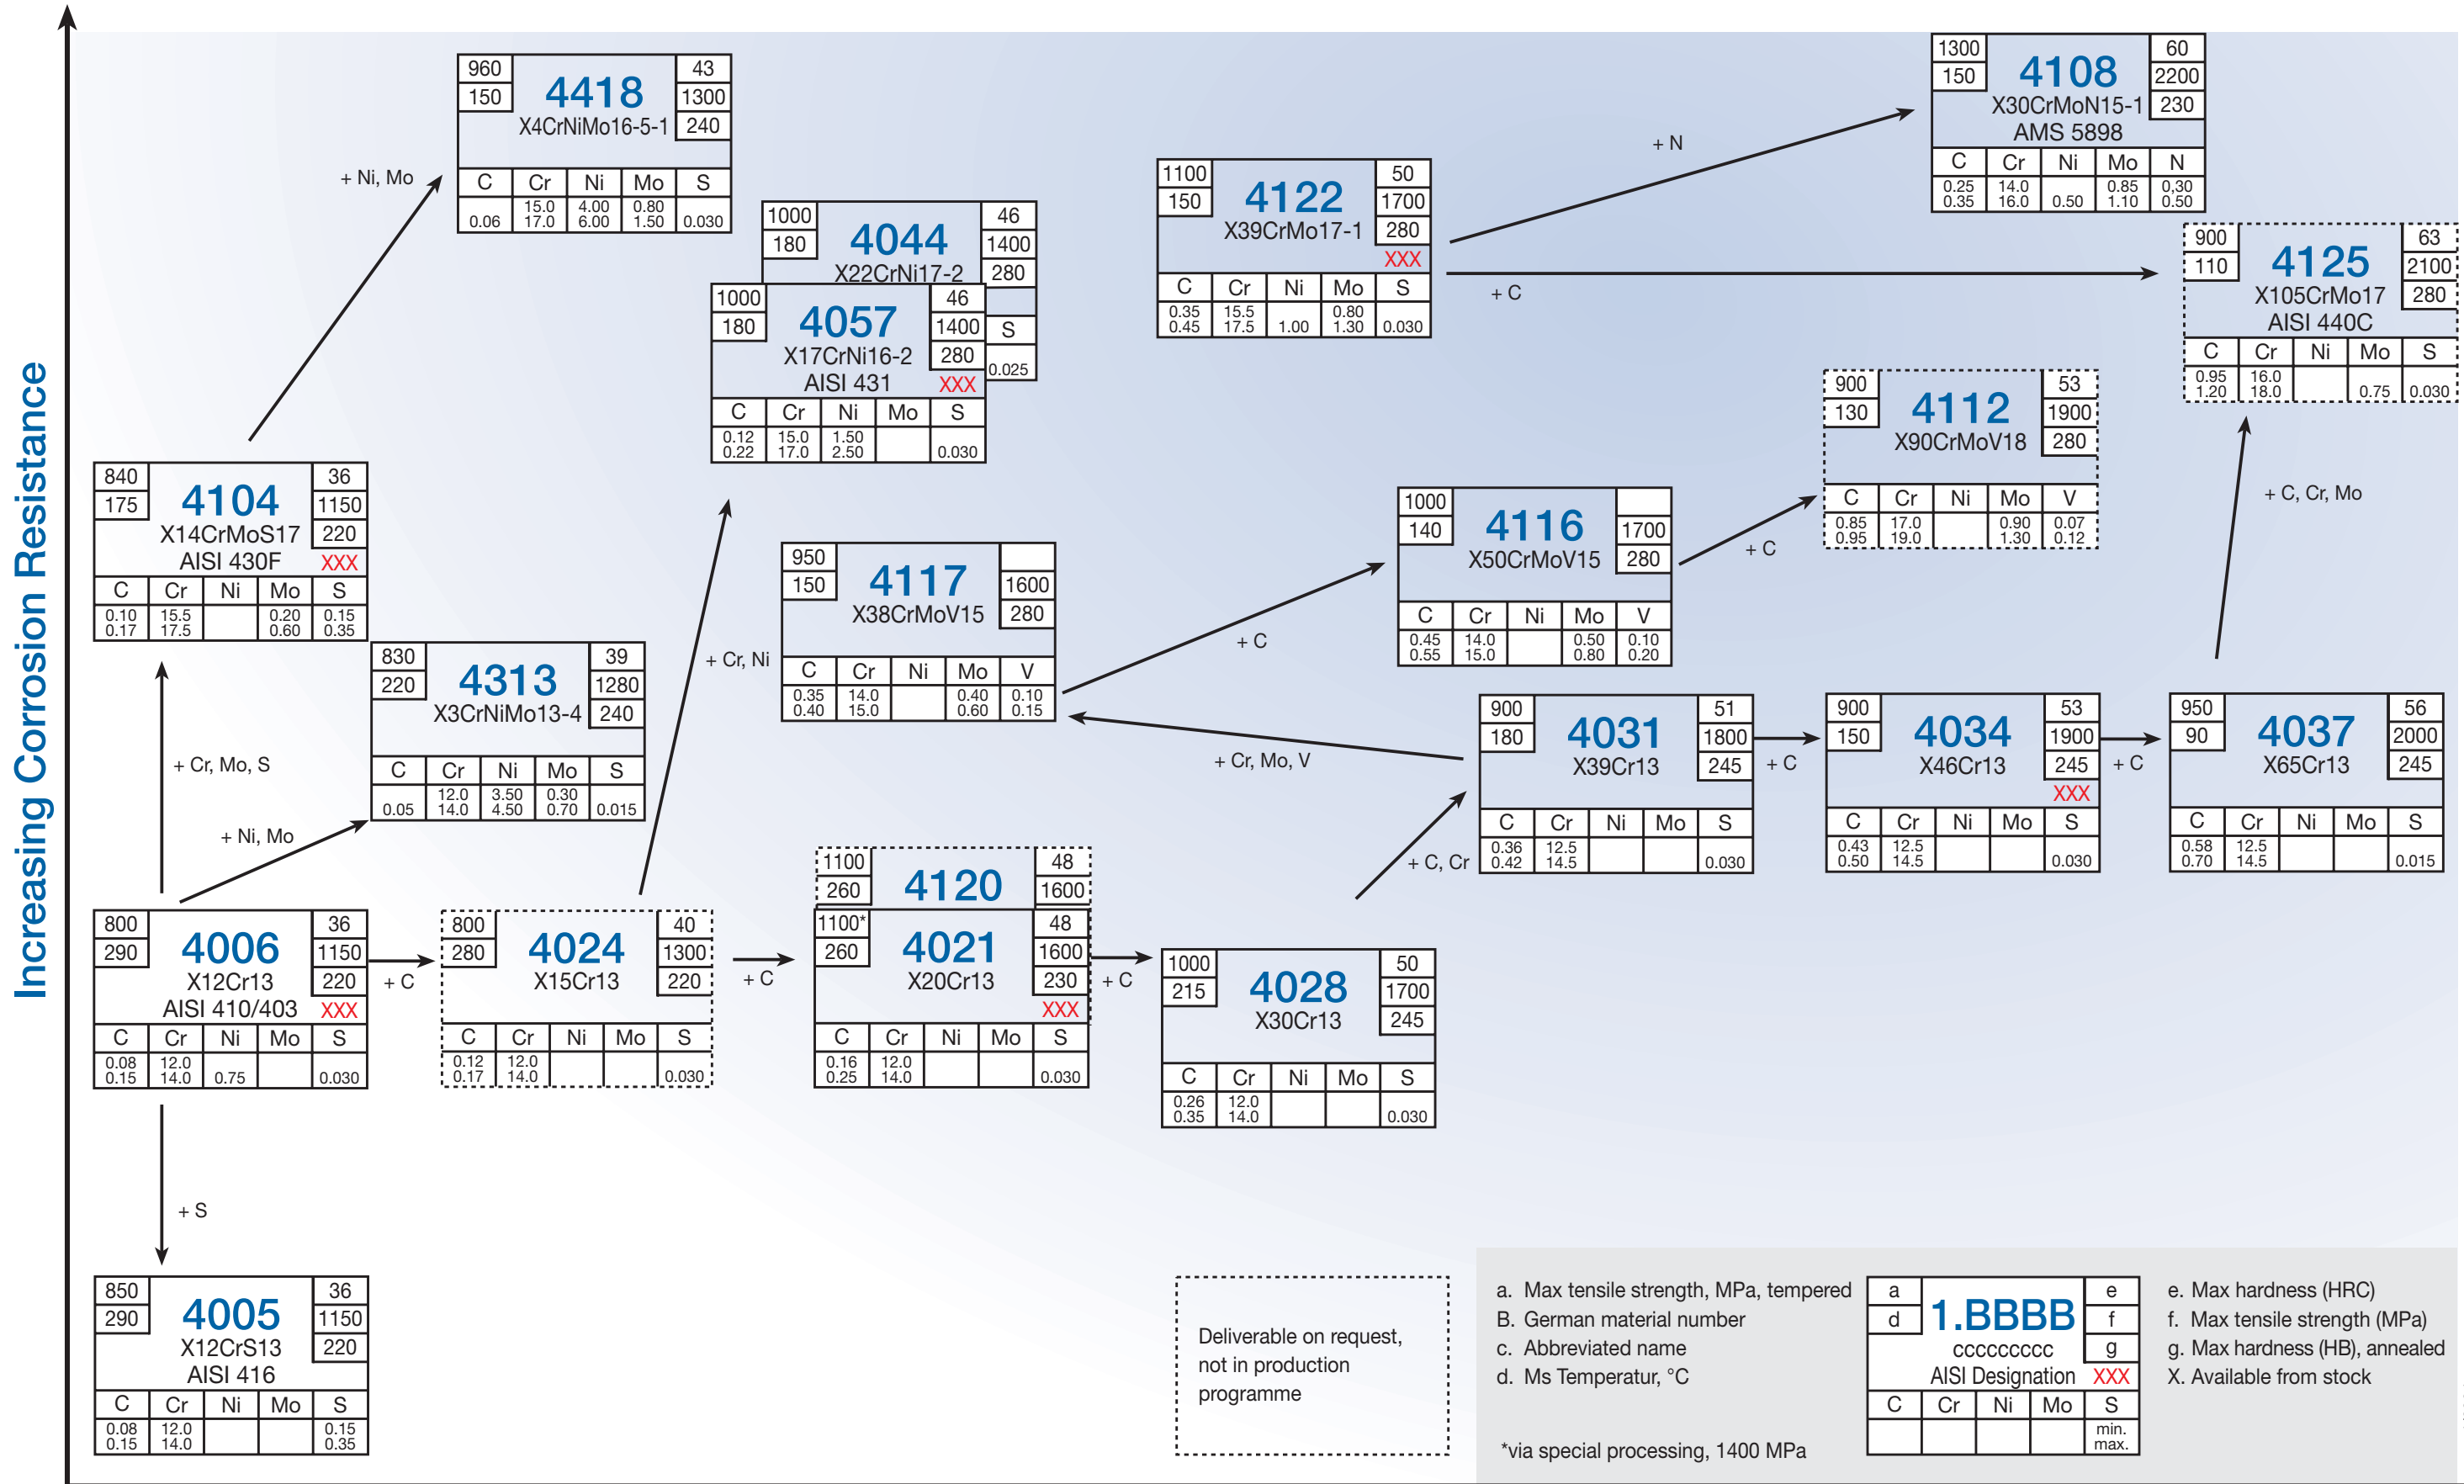 Increasing Corrosion Resistance
960
150
4418
X4CrNiMo16-5-1
43
1300
240
C Cr Ni Mo S
0.06 15.0 17.0 4.00 6.00 0.80 1.50 0.030
+ Ni, Mo
1000
180
4044
X22CrNi17-2
46
1400
280
S
0.025
1000
180
4057
X17CrNi16-2
AISI 431
46
1400
280
XXX
C Cr Ni Mo S
0.12 0.22 15.0 17.0 1.50 2.50 0.030
1100
150
4122
X39CrMo17-1
50
1700
280
XXX
C Cr Ni Mo S
0.35 0.45 15.5 17.5 1.00 0.80 1.30 0.030
+ N
+ C
1300
150
4108
X30CrMoN15-1
AMS 5898
60
2200
230
C Cr Ni Mo N
0.25 0.35 14.0 16.0 0.50 0.85 1.10 0,30 0.50
900
110
4125
X105CrMo17
AISI 440C
63
2100
280
C Cr Ni Mo S
0.95 1.20 16.0 18.0 0.75 0.030
900
130
4112
X90CrMoV18
53
1900
280
C Cr Ni Mo V
0.85 0.95 17.0 19.0 0.90 1.30 0.07 0.12
+ C, Cr, Mo
840
175
4104
X14CrMoS17
AISI 430F
36
1150
220
XXX
C Cr Ni Mo S
0.10 0.17 15.5 17.5 0.20 0.60 0.15 0.35
1000
140
4116
X50CrMoV15
1700
280
C Cr Ni Mo V
0.45 0.55 14.0 15.0 0.50 0.80 0.10 0.20
+ C
950
150
4117
X38CrMoV15
1600
280
C Cr Ni Mo V
0.35 0.40 14.0 15.0 0.40 0.60 0.10 0.15
+ C
+ Cr, Ni
830
220
4313
X3CrNiMo13-4
39
1280
240
C Cr Ni Mo S
0.05 12.0 14.0 3.50 4.50 0.30 0.70 0.015
+ Cr, Mo, S
+ Ni, Mo
+ Cr, Mo, V
900
180
4031
X39Cr13
51
1800
245
C Cr Ni Mo S
0.36 0.42 12.5 14.5 0.030
+ C
900
150
4034
X46Cr13
53
1900
245
XXX
C Cr Ni Mo S
0.43 0.50 12.5 14.5 0.030
+ C
950
90
4037
X65Cr13
56
2000
245
C Cr Ni Mo S
0.58 0.70 12.5 14.5 0.015
+ C, Cr
800
290
4006
X12Cr13
AISI 410/403
36
1150
220
XXX
C Cr Ni Mo S
0.08 0.15 12.0 14.0 0.75 0.030
+ C
800
280
4024
X15Cr13
40
1300
220
C Cr Ni Mo S
0.12 0.17 12.0 14.0 0.030
+ C
1100
260
4120
48
1600
1100*
260
4021
X20Cr13
48
1600
230
XXX
C Cr Ni Mo S
0.16 0.25 12.0 14.0 0.030
+ C
1000
215
4028
X30Cr13
50
1700
245
C Cr Ni Mo S
0.26 0.35 12.0 14.0 0.030
+ S
850
290
4005
X12CrS13
AISI 416
36
1150
220
C Cr Ni Mo S
0.08 0.15 12.0 14.0 0.15 0.35
Deliverable on request,
not in production
programme
a. Max tensile strength, MPa, tempered
B. German material number
c. Abbreviated name
d. Ms Temperatur, °C
*via special processing, 1400 MPa
a
d
1.BBBB
ccccccccc
AISI Designation
e
f
g
XXX
C Cr Ni Mo S
min.
max.
e. Max hardness (HRC)
f. Max tensile strength (MPa)
g. Max hardness (HB), annealed
X. Available from stock